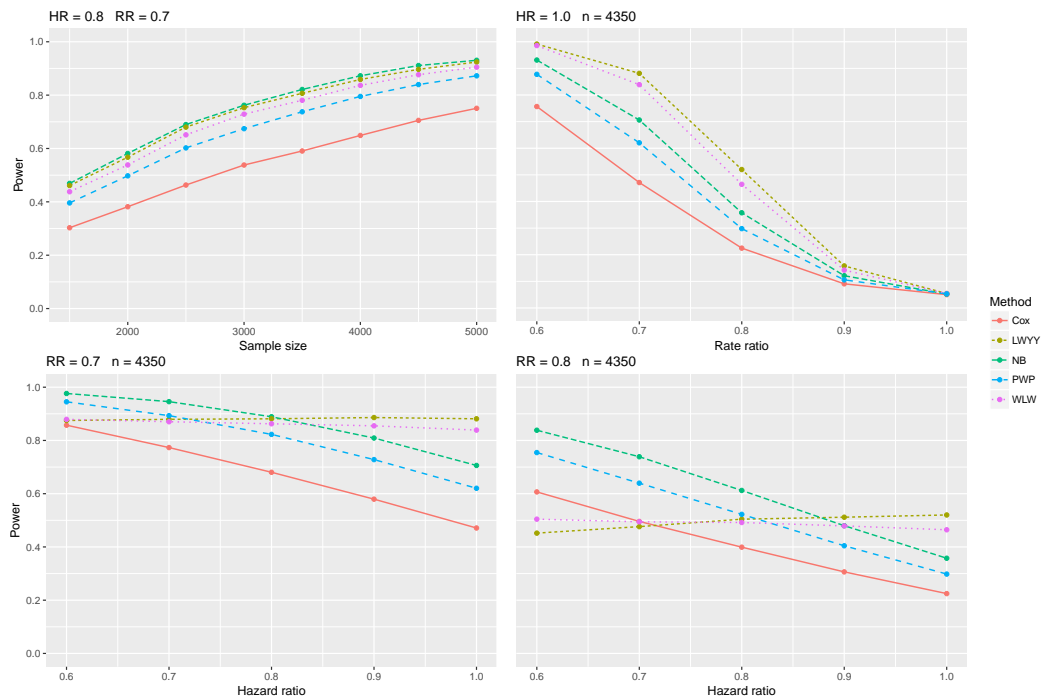 HR = 0.8 RR = 0.7
Power
1.0
0.8
0.6
0.4
0.2
0.0
2000 3000 4000 5000
Sample size
HR = 1.0 n = 4350
0.6 0.7 0.8 0.9 1.0
Rate ratio
RR = 0.7 n = 4350
Power
1.0
0.8
0.6
0.4
0.2
0.0
0.6 0.7 0.8 0.9 1.0
Hazard ratio
RR = 0.8 n = 4350
0.6 0.7 0.8 0.9 1.0
Hazard ratio
Method
Cox
LWYY
NB
PWP
WLW